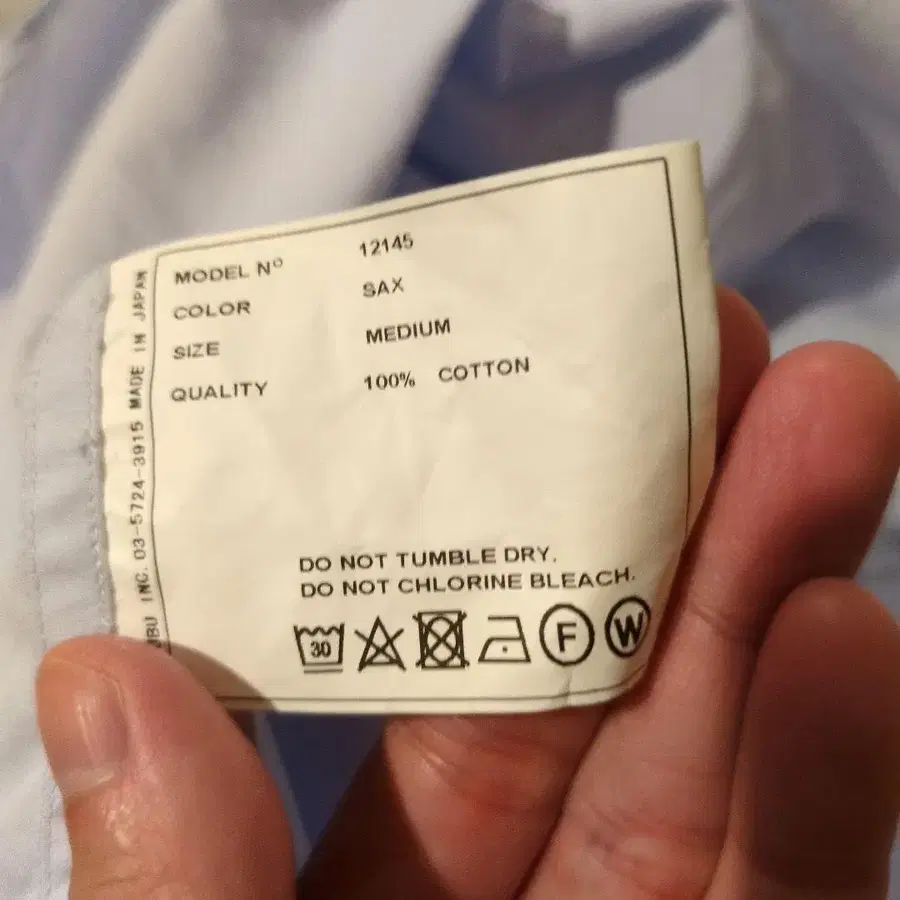 MODEL Nº 12145
COLOR SAX
SIZE MEDIUM
QUALITY 100% COTTON
DO NOT TUMBLE DRY.
DO NOT CHLORINE BLEACH.
30
F
W
INC. 03-5724-3915 MADE IN JAPAN